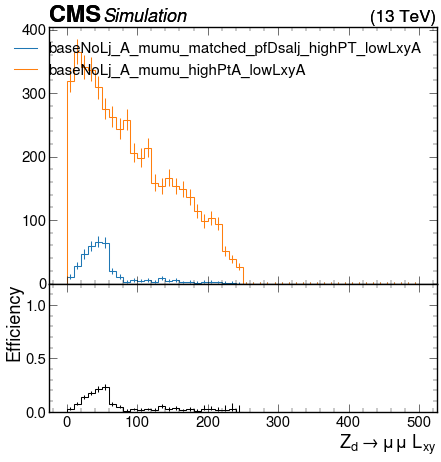 CMS Simulation (13 TeV)
400
baseNoLj_A_mumu_matched_pfDsalj_highPT_lowLxyA
baseNoLj_A_mumu_highPtA_lowLxyA
300
200
100
0
Efficiency
1.0
0.5
0.0
0 100 200 300 400 500
Z_d → μ μ L_xy